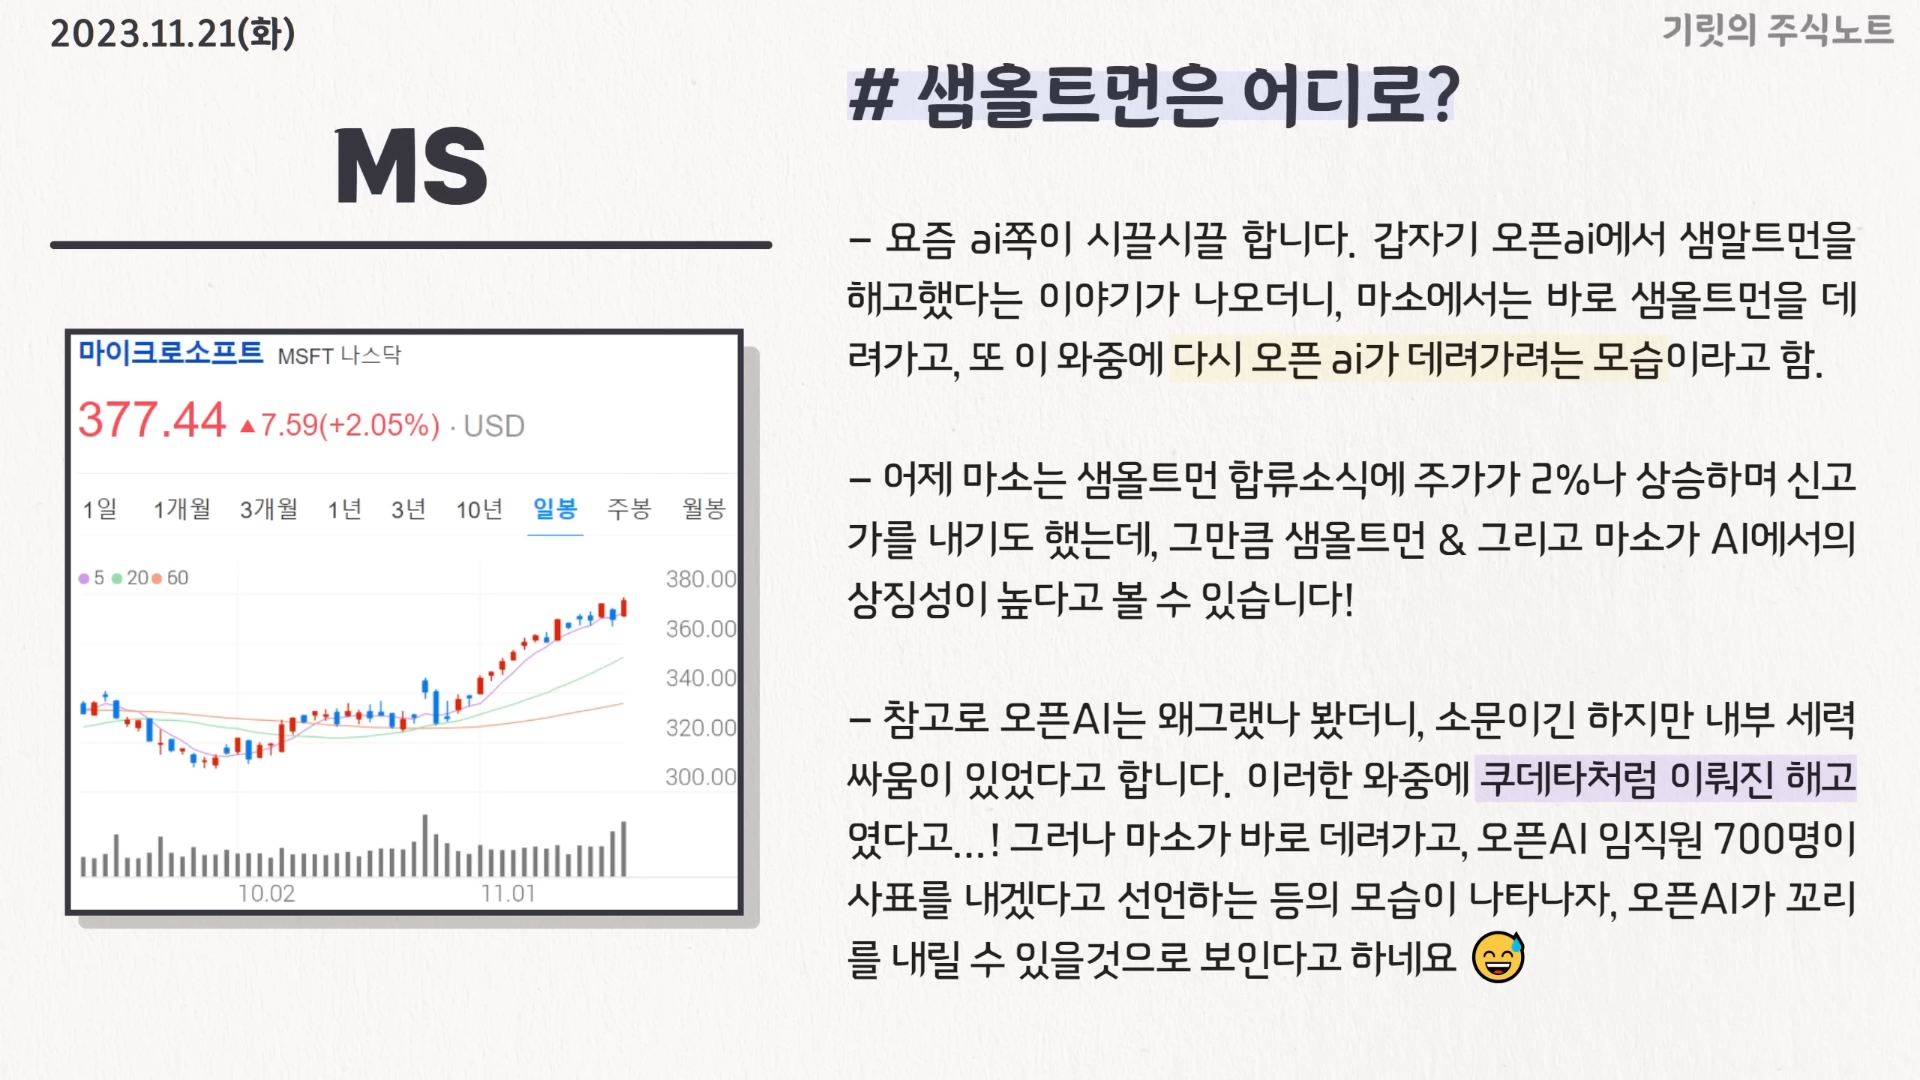 2023.11.21(화)
기릿의 주식노트
MS
마이크로소프트 MSFT 나스닥
377.44 ▲7.59(+2.05%) · USD
1일 1개월 3개월 1년 3년 10년 일봉 주봉 월봉
5 20 60
380.00
360.00
340.00
320.00
300.00
10.02 11.01
# 샘올트먼은 어디로?
– 요즘 ai쪽이 시끌시끌 합니다. 갑자기 오픈ai에서 샘알트먼을
해고했다는 이야기가 나오더니, 마소에서는 바로 샘올트먼을 데
려가고, 또 이 와중에 다시 오픈 ai가 데려가려는 모습이라고 함.
– 어제 마소는 샘올트먼 합류소식에 주가가 2%나 상승하며 신고
가를 내기도 했는데, 그만큼 샘올트먼 & 그리고 마소가 AI에서의
상징성이 높다고 볼 수 있습니다!
– 참고로 오픈AI는 왜그랬나 봤더니, 소문이긴 하지만 내부 세력
싸움이 있었다고 합니다. 이러한 와중에 쿠데타처럼 이뤄진 해고
였다고...! 그러나 마소가 바로 데려가고, 오픈AI 임직원 700명이
사표를 내겠다고 선언하는 등의 모습이 나타나자, 오픈AI가 꼬리
를 내릴 수 있을것으로 보인다고 하네요 😅